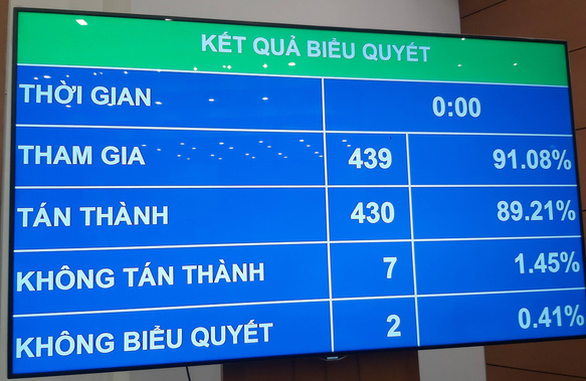 KẾT QUẢ BIỂU QUYẾT
THỜI GIAN 0:00
THAM GIA 439 91.08%
TÁN THÀNH 430 89.21%
KHÔNG TÁN THÀNH 7 1.45%
KHÔNG BIỂU QUYẾT 2 0.41%